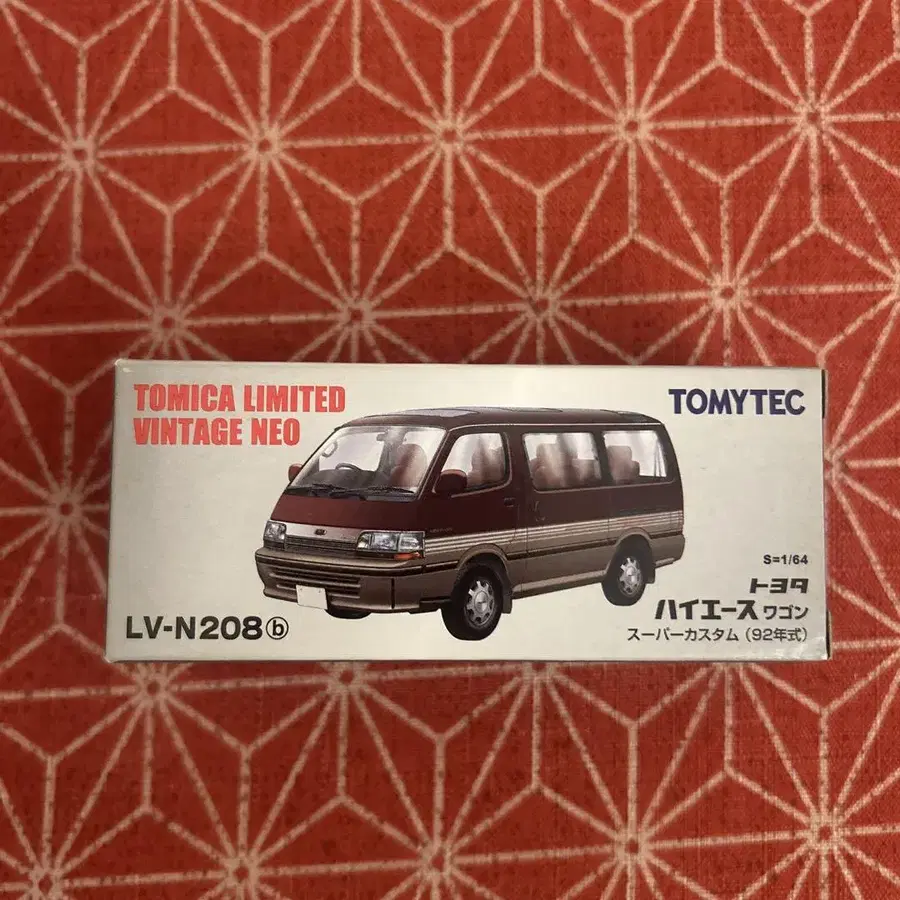 TOMICA LIMITED
VINTAGE NEO
TOMYTEC
S=1/64
トヨタ
ハイエース ワゴン
スーパーカスタム（92年式）
LV-N208ⓑ